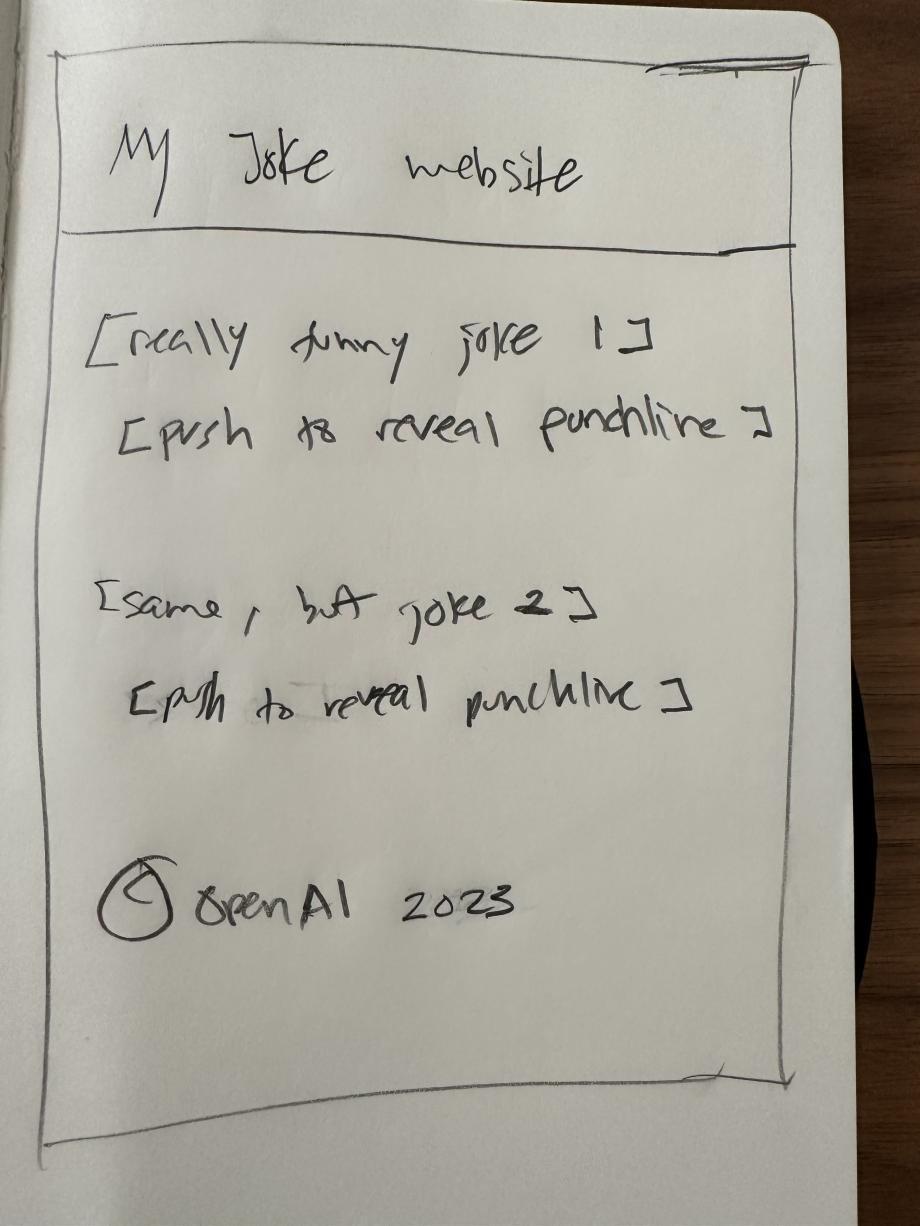 My Joke website
[really funny joke 1]
[push to reveal punchline]
[same, but joke 2]
[push to reveal punchline]
© OpenAI 2023